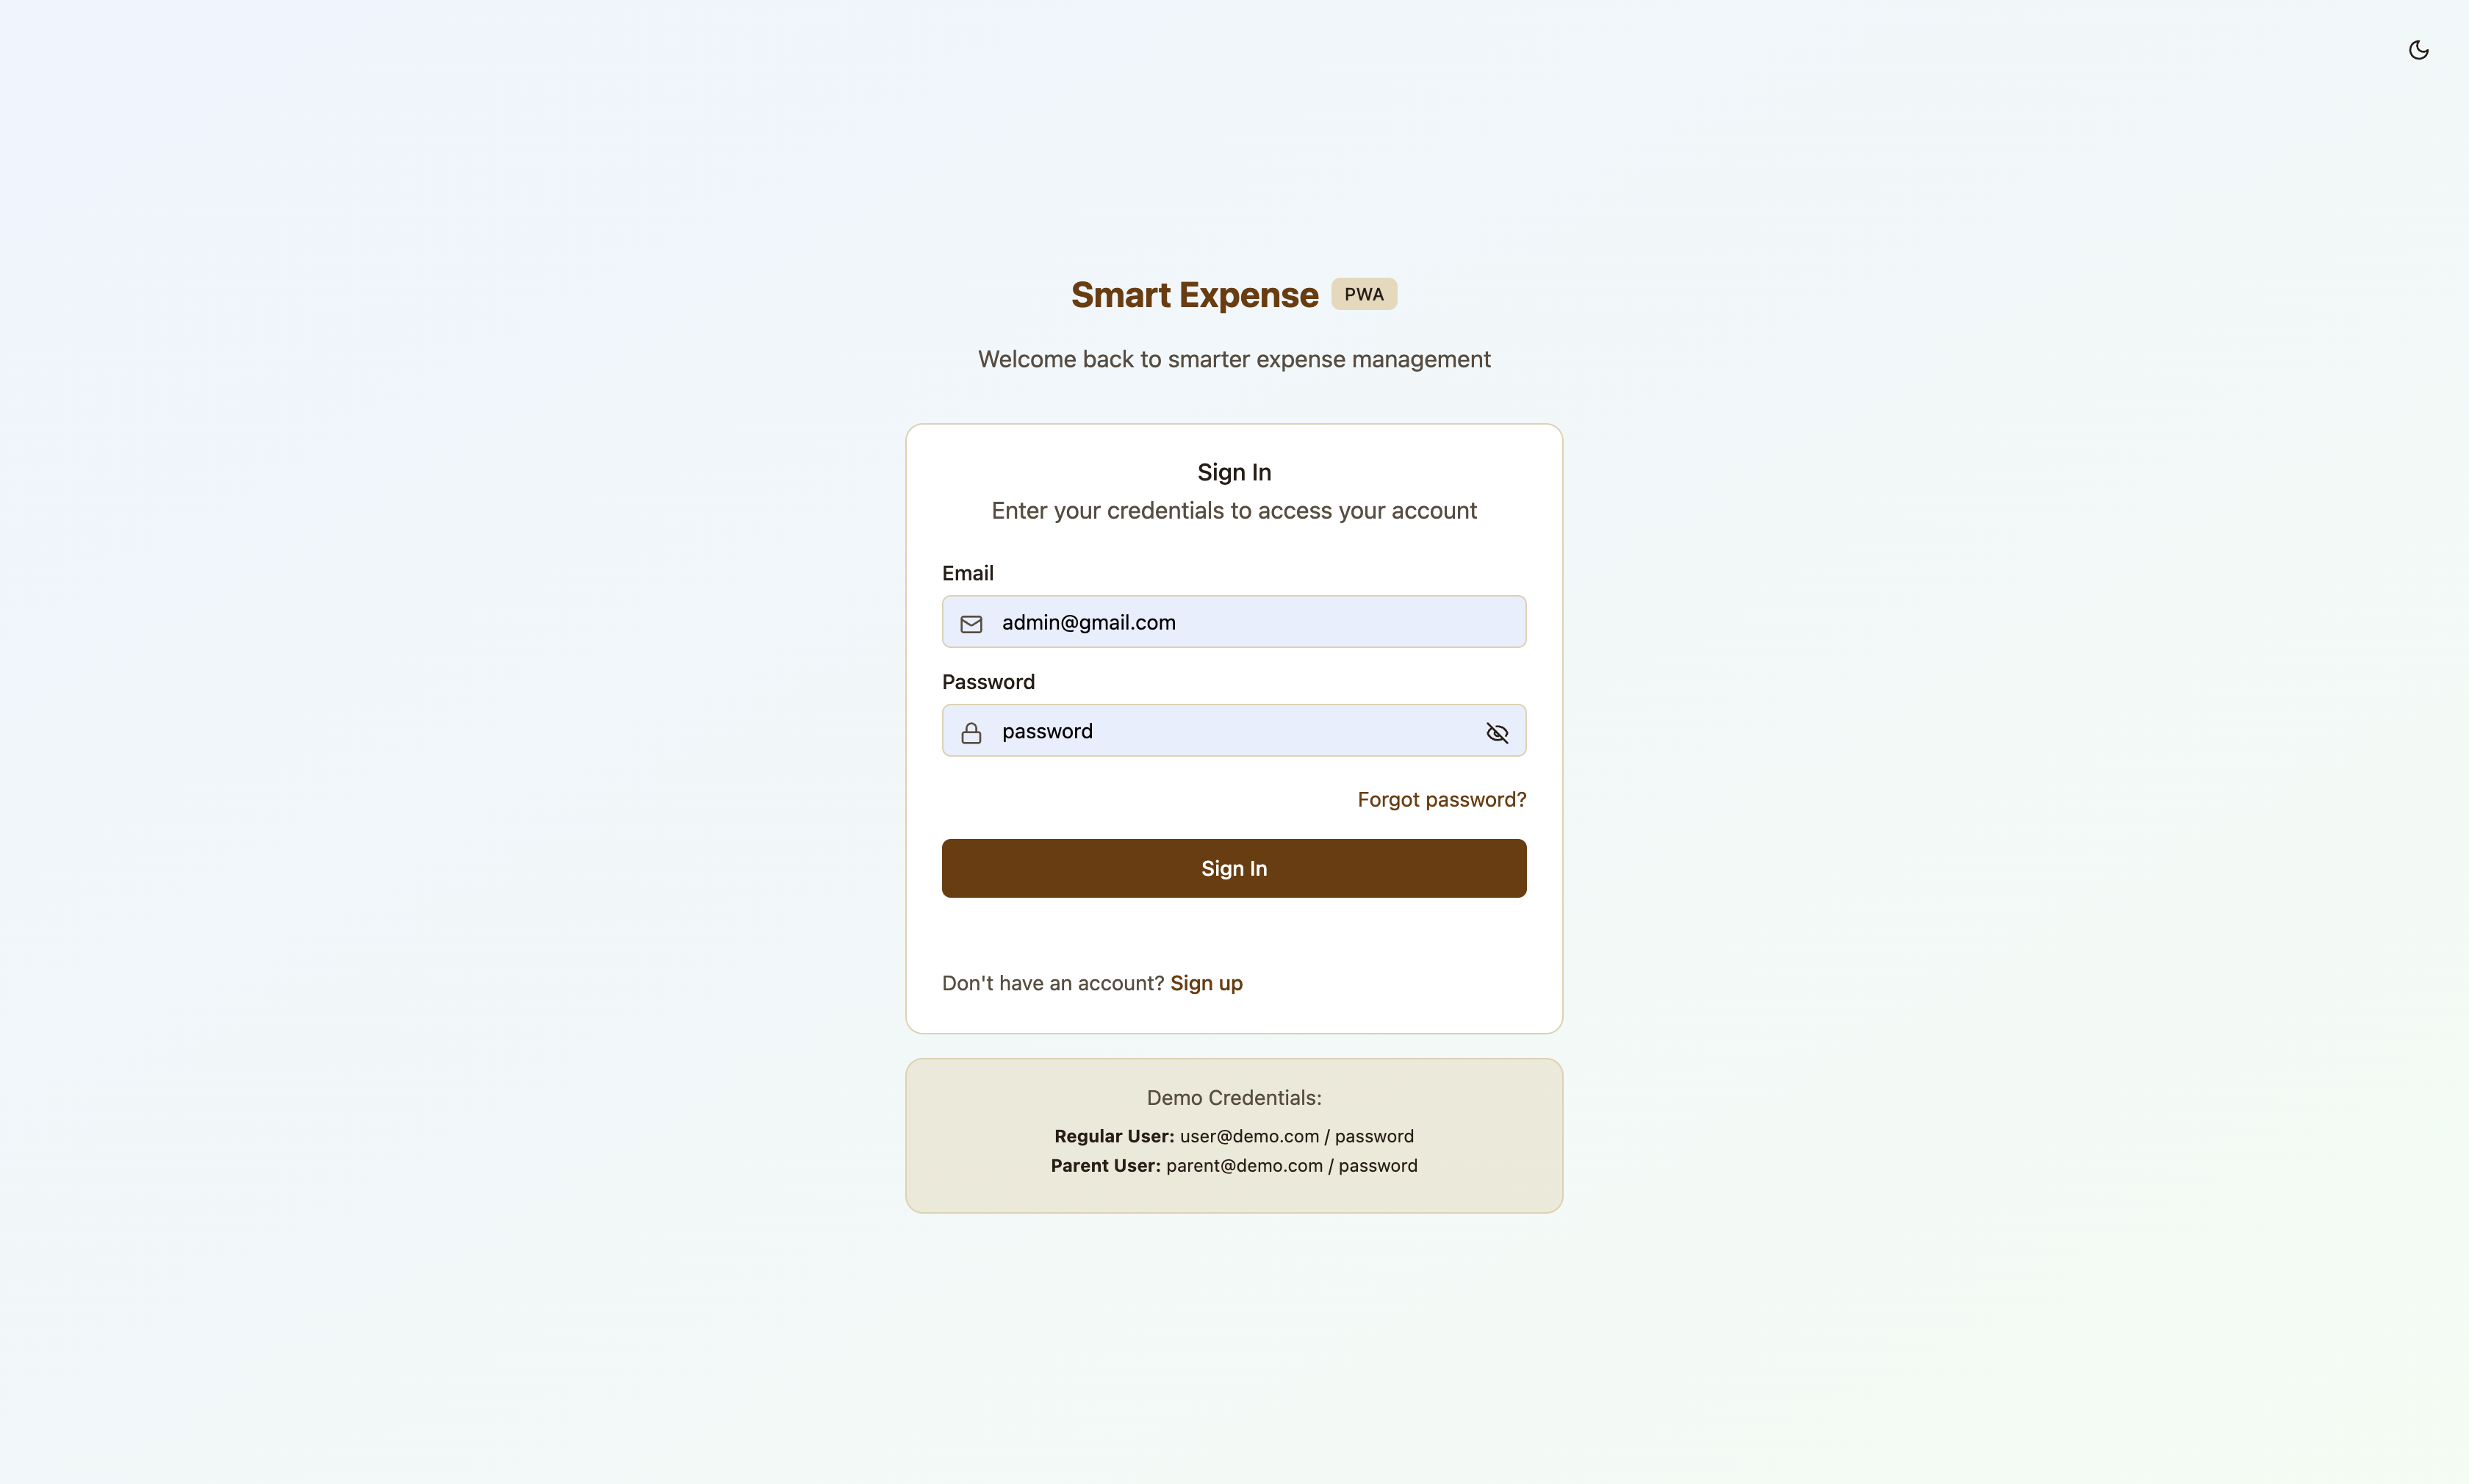 Smart Expense PWA
Welcome back to smarter expense management
Sign In
Enter your credentials to access your account
Email
admin@gmail.com
Password
password
Forgot password?
Sign In
Don't have an account? Sign up
Demo Credentials:
Regular User: user@demo.com / password
Parent User: parent@demo.com / password